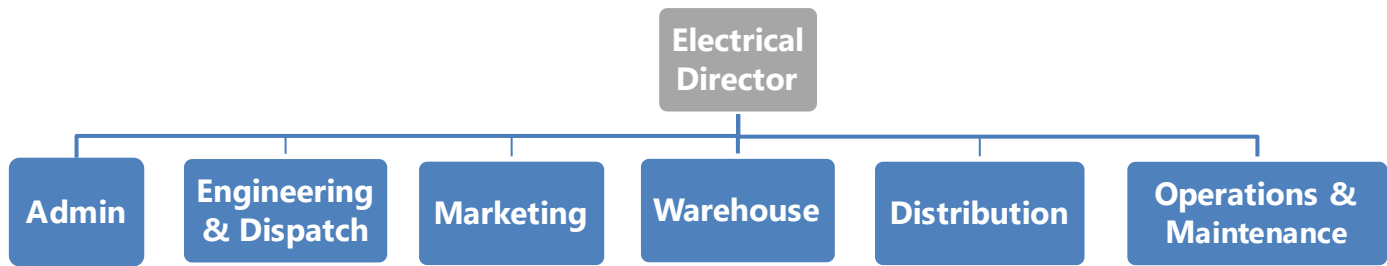 Electrical
Director
Admin
Engineering
& Dispatch
Marketing
Warehouse
Distribution
Operations &
Maintenance